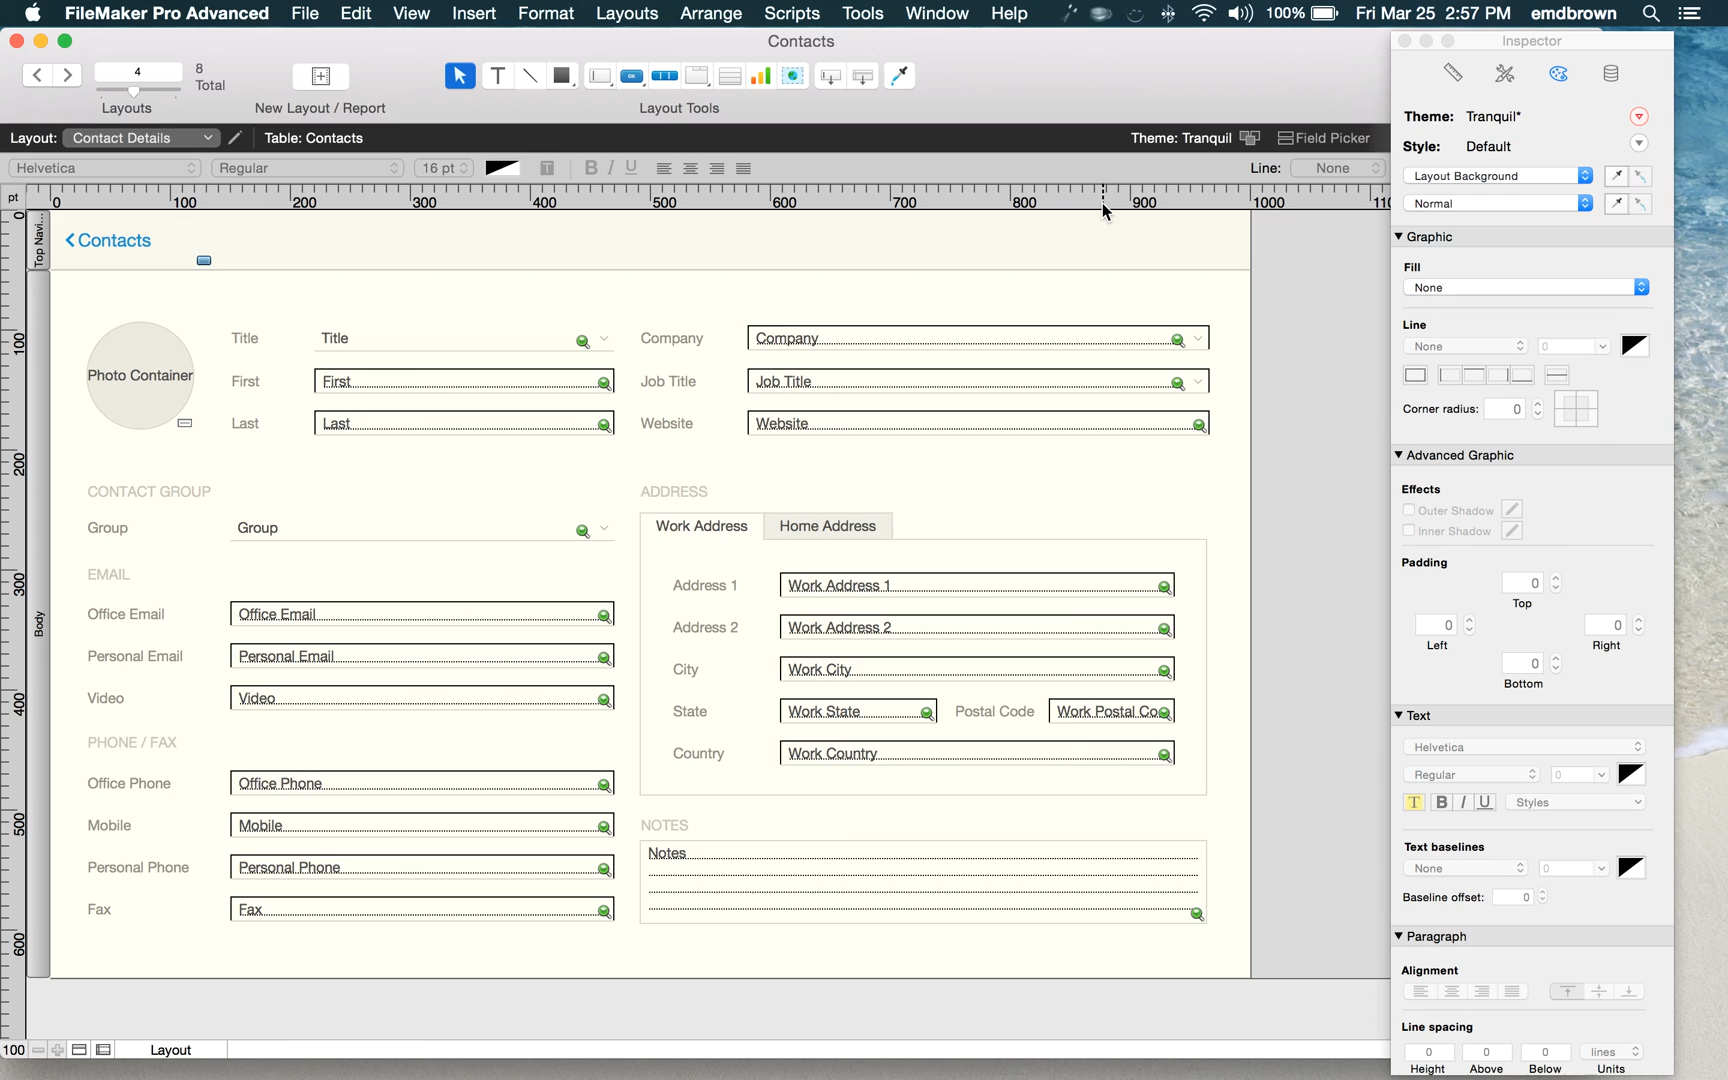 FileMaker Pro Advanced File Edit View Insert Format Layouts Arrange Scripts Tools Window Help 100% Fri Mar 25 2:57 PM emdbrown
Contacts
4 8 Total
Layouts New Layout / Report Layout Tools
Layout: Contact Details Table: Contacts Theme: Tranquil Field Picker
Helvetica Regular 16 pt B I U Line: None
pt 0 100 200 300 400 500 600 700 800 900 1000
Top Navi...
Contacts
Photo Container
Title Title Company Company
First First Job Title Job Title
Last Last Website Website
CONTACT GROUP ADDRESS
Group Group Work Address Home Address
EMAIL
Office Email Office Email
Personal Email Personal Email
Video Video
Address 1 Work Address 1
Address 2 Work Address 2
City Work City
State Work State Postal Code Work Postal Co
Country Work Country
PHONE / FAX
Office Phone Office Phone
Mobile Mobile
Personal Phone Personal Phone
Fax Fax
NOTES
Notes
Body
0
100
200
300
400
500
600
100 Layout
Inspector
Theme: Tranquil*
Style: Default
Layout Background
Normal
Graphic
Fill
None
Line
None 0
Corner radius: 0
Advanced Graphic
Effects
Outer Shadow
Inner Shadow
Padding
0
Top
0 0
Left Right
0
Bottom
Text
Helvetica
Regular 0
T B I U Styles
Text baselines
None 0
Baseline offset: 0
Paragraph
Alignment
Line spacing
0 0 0 lines
Height Above Below Units